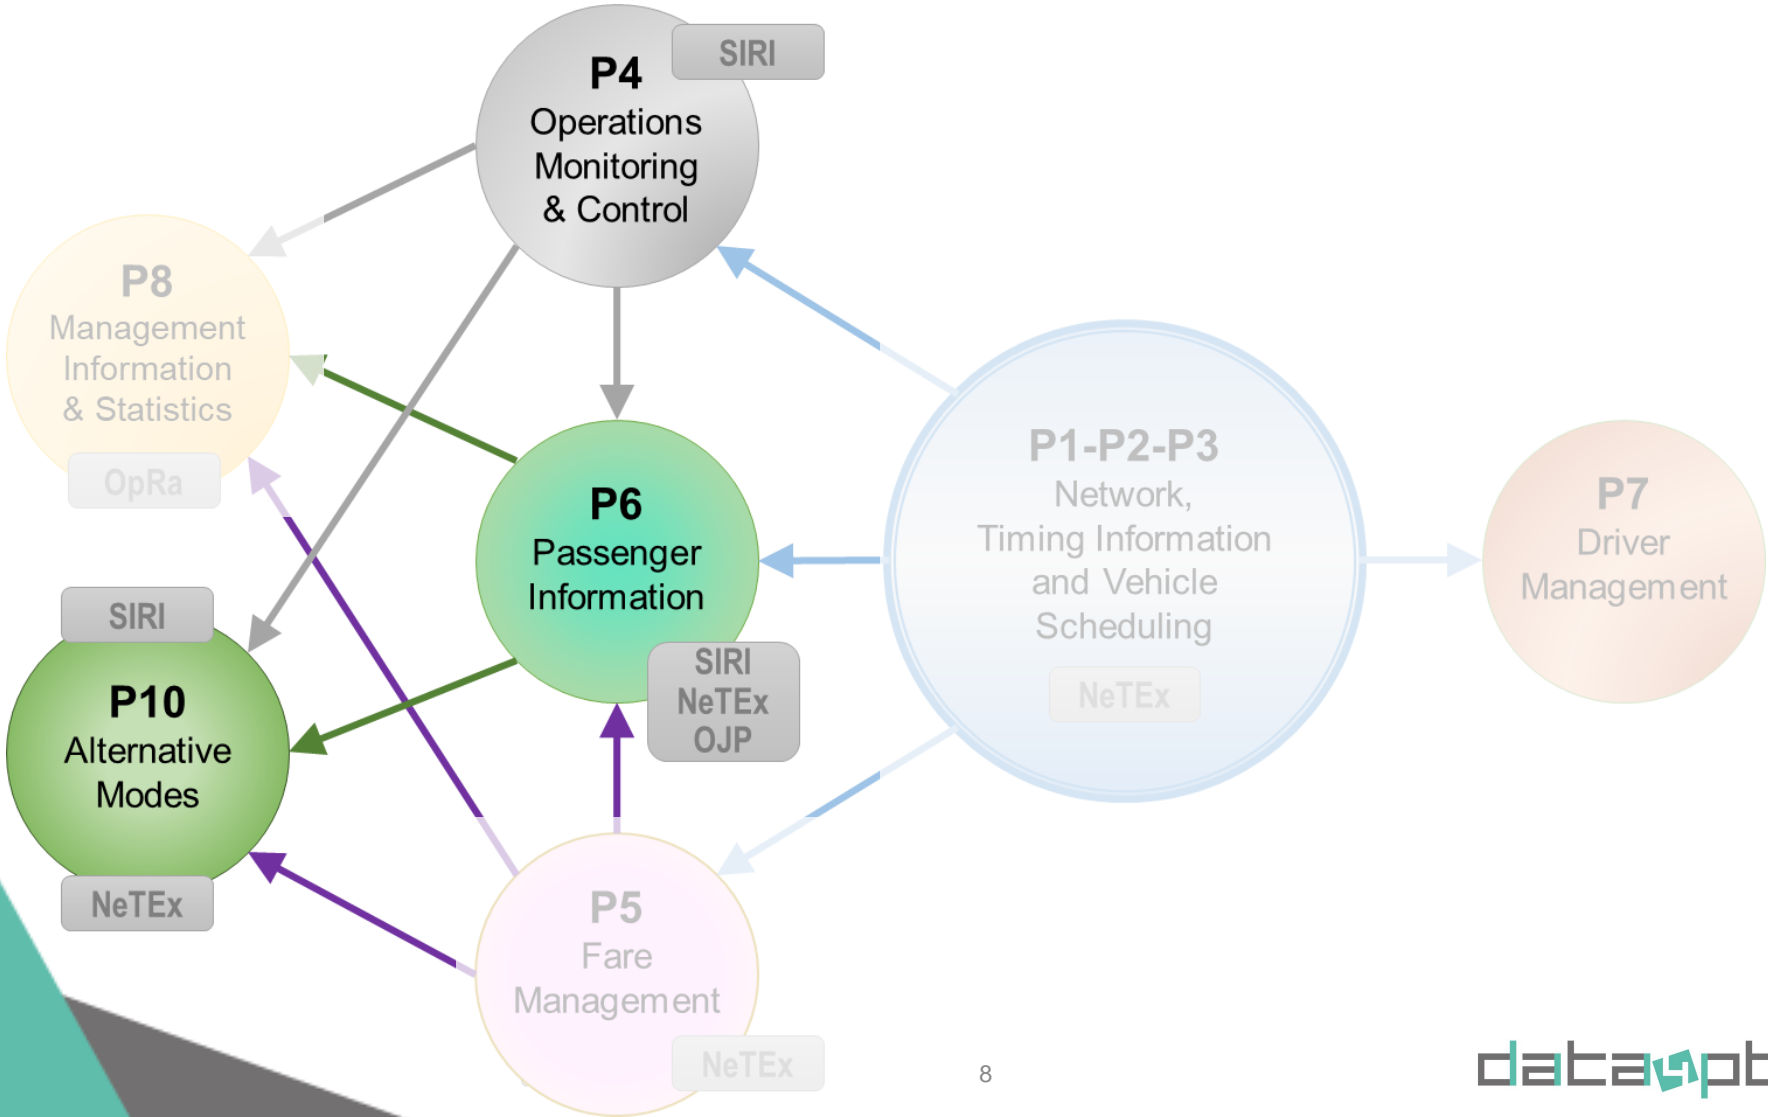 SIRI
P4
Operations
Monitoring
& Control
P8
Management
Information
& Statistics
OpRa
P6
Passenger
Information
SIRI
NeTEx
OJP
P1-P2-P3
Network,
Timing Information
and Vehicle
Scheduling
NeTEx
P7
Driver
Management
SIRI
P10
Alternative
Modes
NeTEx
P5
Fare
Management
NeTEx
8
data4pt